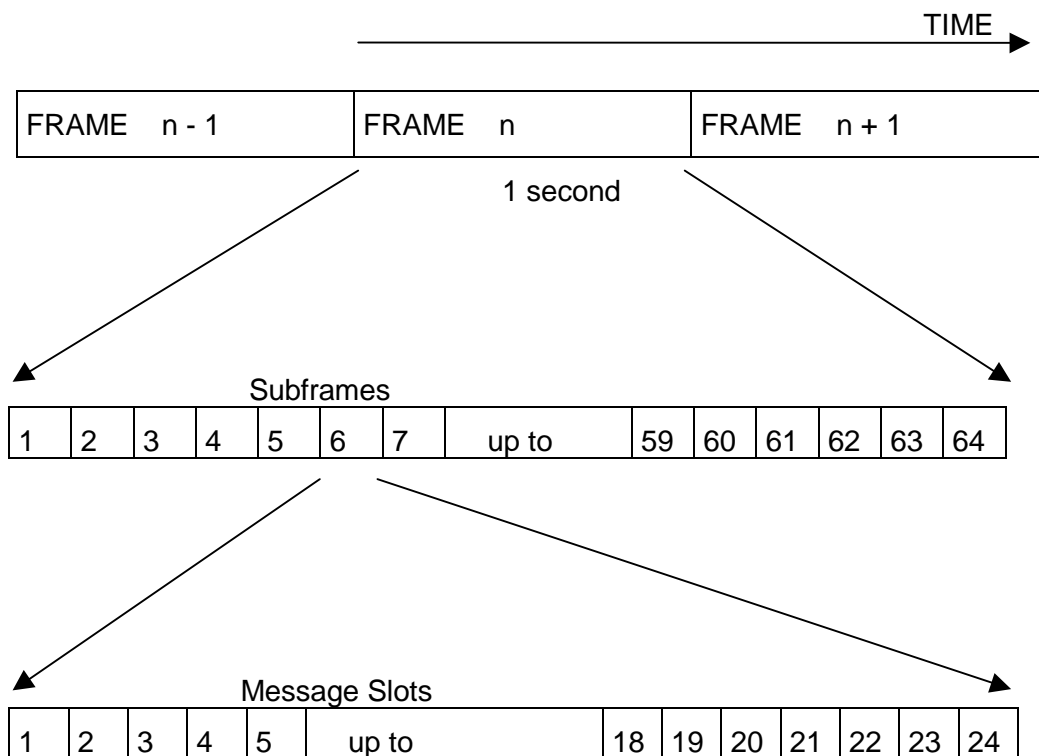 TIME
FRAME n - 1 FRAME n FRAME n + 1
1 second
Subframes
1 2 3 4 5 6 7 up to 59 60 61 62 63 64
Message Slots
1 2 3 4 5 up to 18 19 20 21 22 23 24